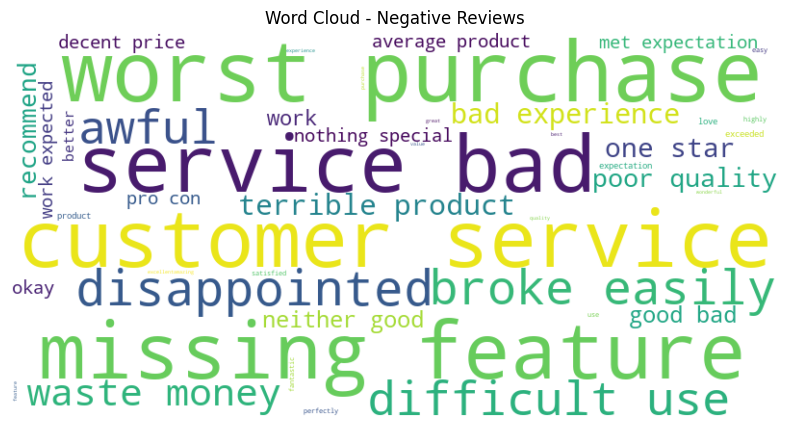 Word Cloud - Negative Reviews
decent price
experience
average product
met expectation
easy
worst purchase
recommend
work expected
better
purchase
awful
work
great
bad experience
love
highly
nothing special
best
exceeded
one star
service bad
value
expectation
poor quality
pro con
terrible product
wonderful
product
quality
customer service
satisfied
okay
disappointed
broke easily
neither good
use
good bad
missing feature
feature
fantastic
waste money
perfectly
difficult use